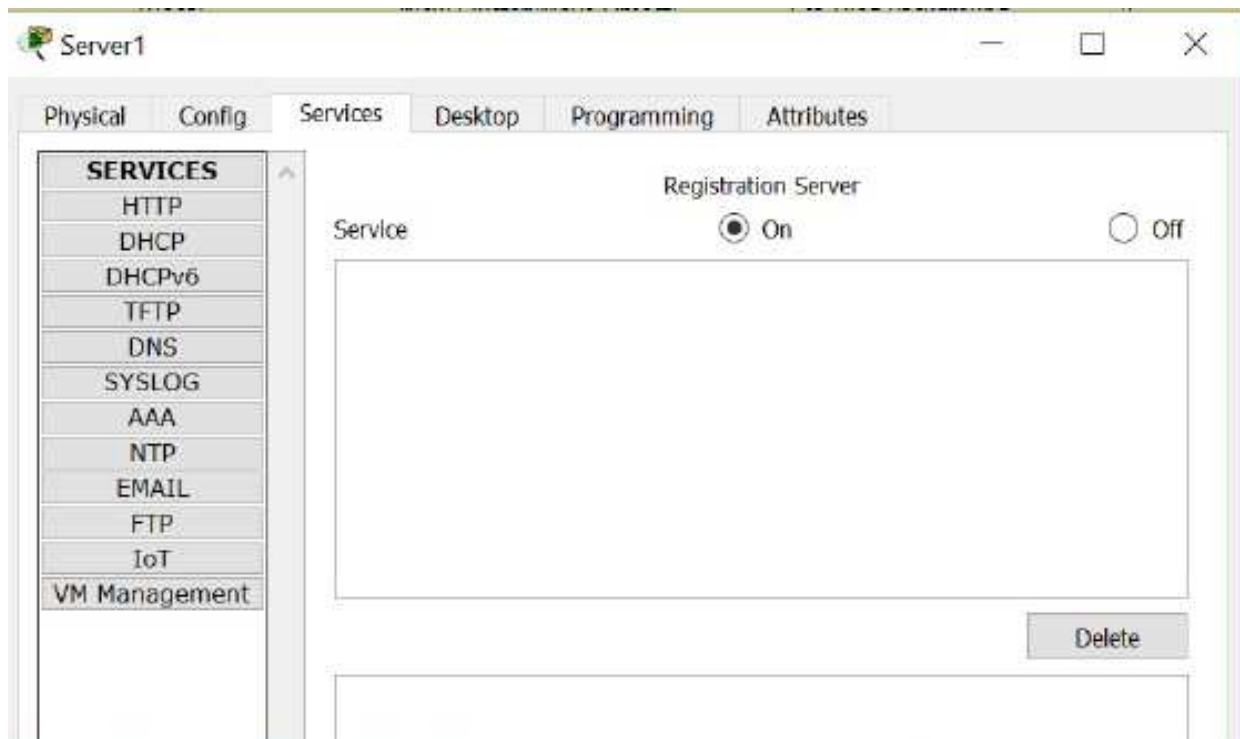 Server1
Physical Config Services Desktop Programming Attributes
SERVICES
HTTP
DHCP
DHCPv6
TFTP
DNS
SYSLOG
AAA
NTP
EMAIL
FTP
IoT
VM Management
Registration Server
Service On Off
Delete